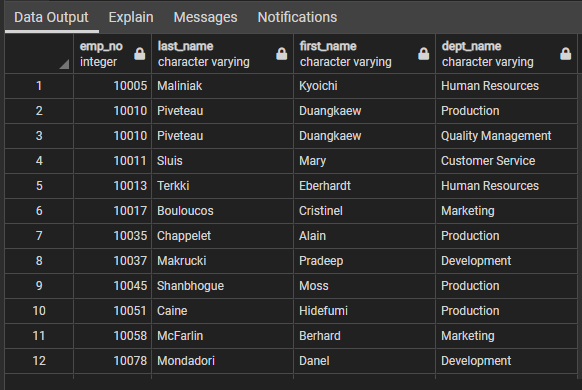 Data Output Explain Messages Notifications
emp_no last_name first_name dept_name
integer character varying character varying character varying
1 10005 Maliniak Kyoichi Human Resources
2 10010 Piveteau Duangkaew Production
3 10010 Piveteau Duangkaew Quality Management
4 10011 Sluis Mary Customer Service
5 10013 Terkki Eberhardt Human Resources
6 10017 Bouloucos Cristinel Marketing
7 10035 Chappelet Alain Production
8 10037 Makrucki Pradeep Development
9 10045 Shanbhogue Moss Production
10 10051 Caine Hidefumi Production
11 10058 McFarlin Berhard Marketing
12 10078 Mondadori Danel Development